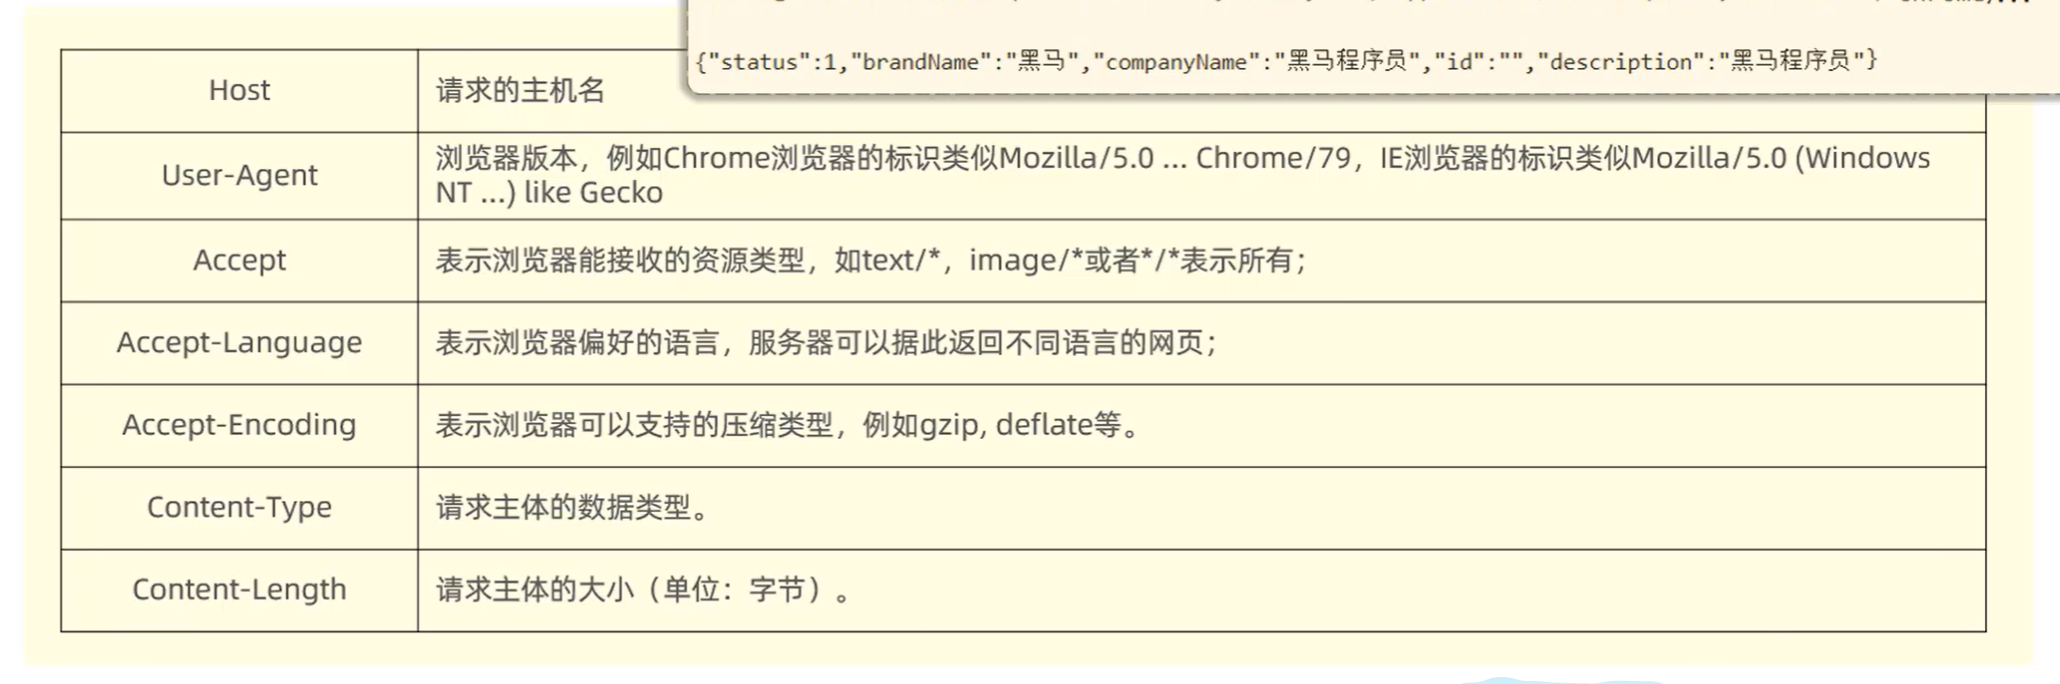 {"status":1,"brandName":"黑马","companyName":"黑马程序员","id":"","description":"黑马程序员"}
Host
请求的主机名
User-Agent
浏览器版本，例如Chrome浏览器的标识类似Mozilla/5.0 ... Chrome/79，IE浏览器的标识类似Mozilla/5.0 (Windows
NT ...) like Gecko
Accept
表示浏览器能接收的资源类型，如text/*，image/*或者*/*表示所有；
Accept-Language
表示浏览器偏好的语言，服务器可以据此返回不同语言的网页；
Accept-Encoding
表示浏览器可以支持的压缩类型，例如gzip, deflate等。
Content-Type
请求主体的数据类型。
Content-Length
请求主体的大小（单位：字节）。